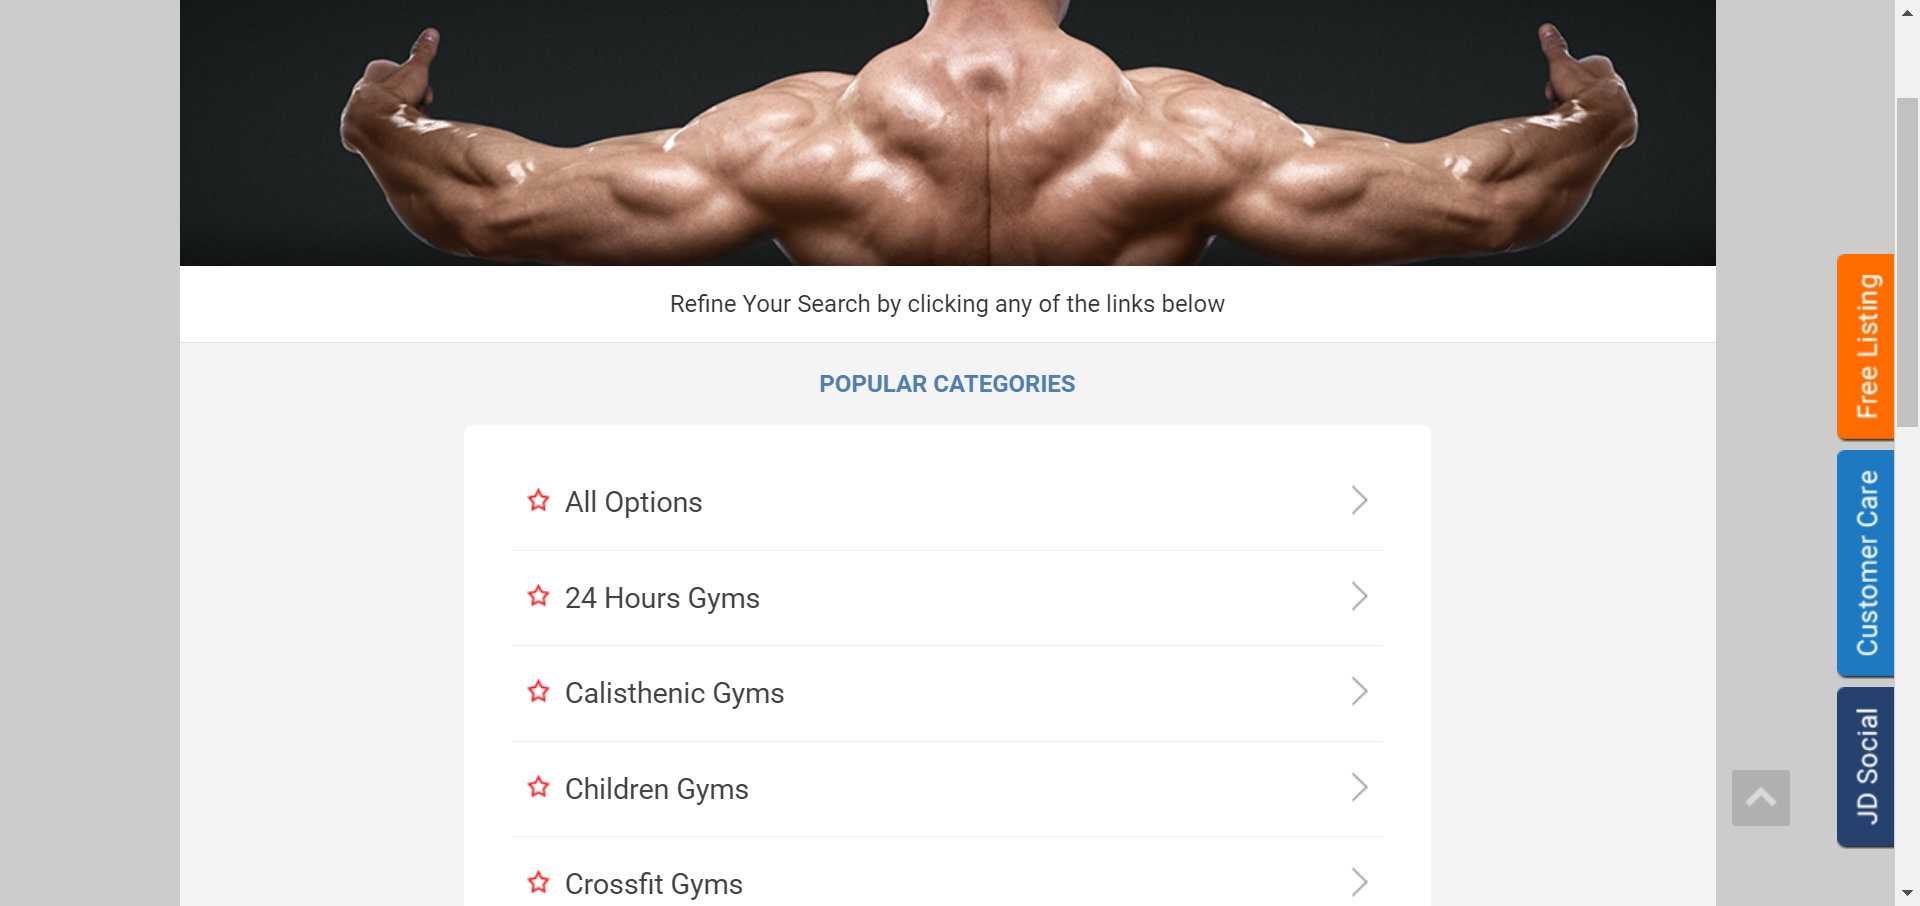 Refine Your Search by clicking any of the links below
POPULAR CATEGORIES
All Options
24 Hours Gyms
Calisthenic Gyms
Children Gyms
Crossfit Gyms
Free Listing
Customer Care
JD Social